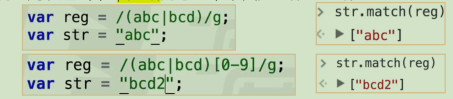 var reg = /(abc|bcd)/g;
var str = "abc";
> str.match(reg)
< ▶ ["abc"]
var reg = /(abc|bcd)[0-9]/g;
var str = "bcd2";
> str.match(reg)
< ▶ ["bcd2"]